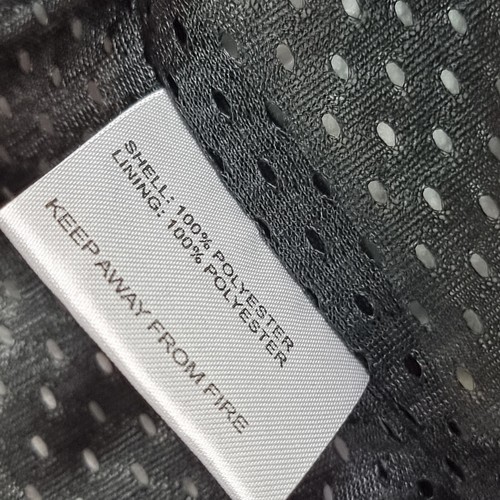 SHELL: 100% POLYESTER
LINING: 100% POLYESTER
KEEP AWAY FROM FIRE